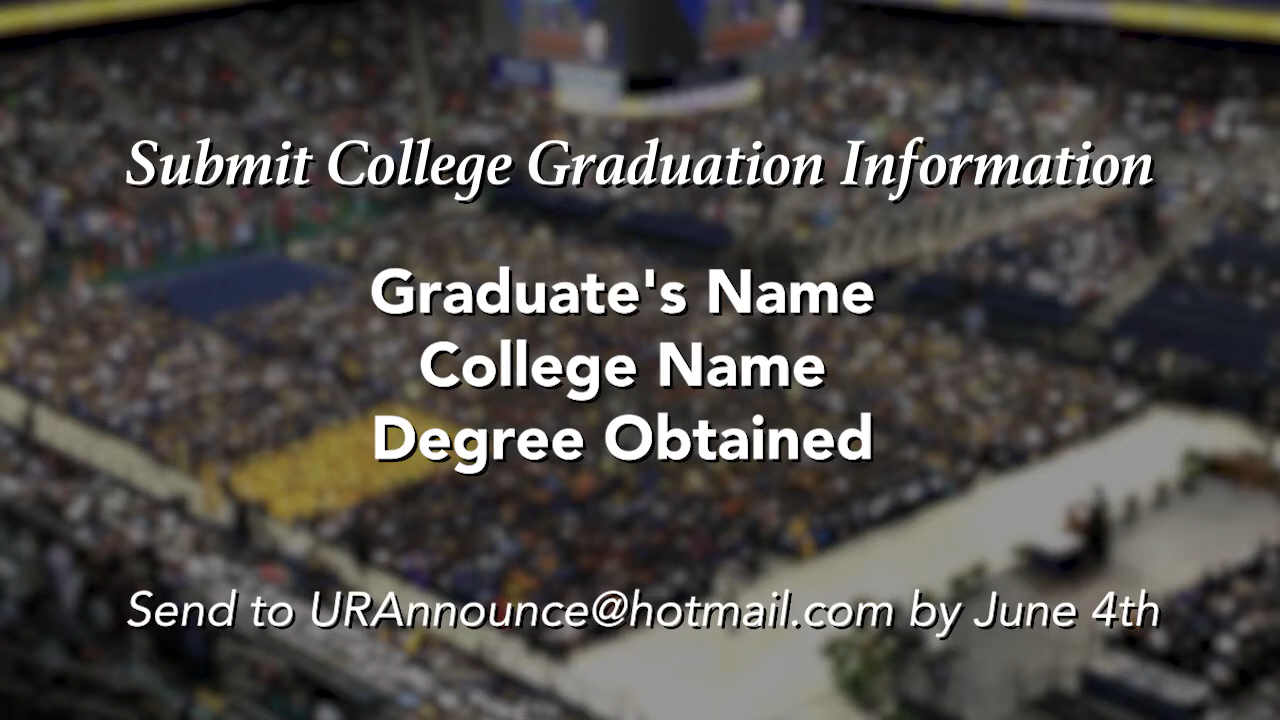 Submit College Graduation Information
Graduate's Name
College Name
Degree Obtained
Send to URAnnounce@hotmail.com by June 4th